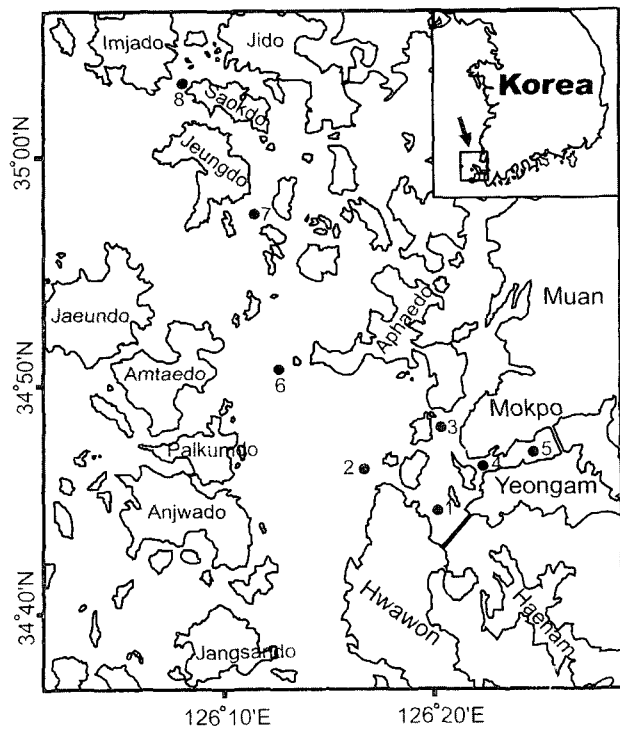 Imjado
Jido
Korea
8
Saokdo
Jeungdo
35°00'N
7
Muan
Aphaedo
Jaeundo
34°50'N
Amtaedo
6
Mokpo
3
Palkumdo
5
2
4
Yeongam
Anjwado
1
34°40'N
Hwawon
Haenam
Jangsando
126°10'E
126°20'E